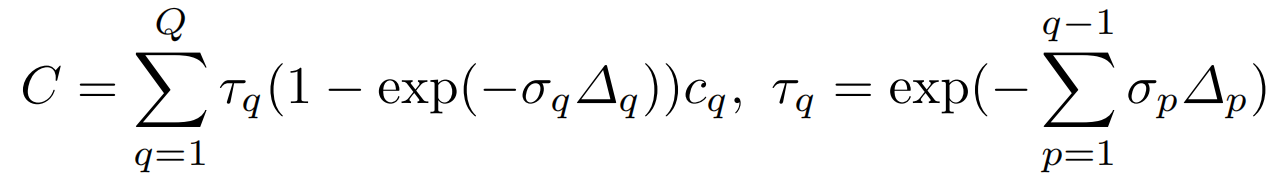 C = \sum_{q=1}^{Q} \tau_q (1 - \exp(-\sigma_q \Delta_q)) c_q, \ \tau_q = \exp(-\sum_{p=1}^{q-1} \sigma_p \Delta_p)